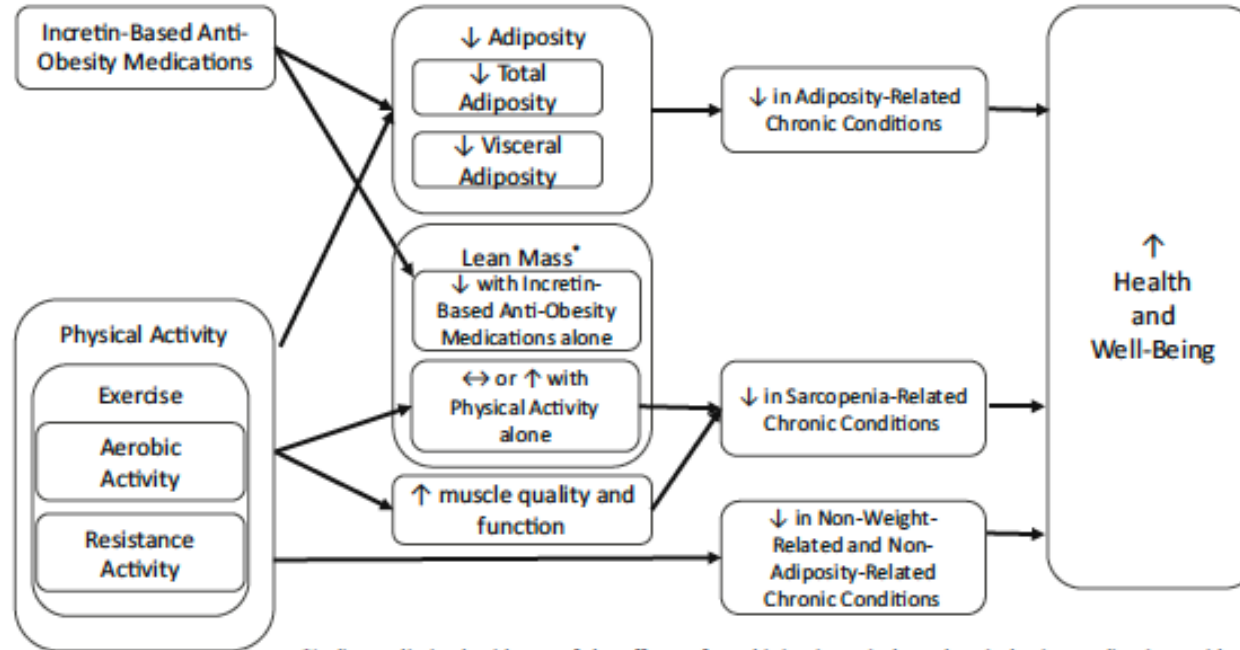 Incretin-Based Anti-
Obesity Medications
↓ Adiposity
↓ Total
Adiposity
↓ Visceral
Adiposity
↓ in Adiposity-Related
Chronic Conditions
Lean Mass*
↓ with Incretin-
Based Anti-Obesity
Medications alone
↔ or ↑ with
Physical Activity
alone
↑ muscle quality and
function
Physical Activity
Exercise
Aerobic
Activity
Resistance
Activity
↓ in Sarcopenia-Related
Chronic Conditions
↓ in Non-Weight-
Related and Non-
Adiposity-Related
Chronic Conditions
↑
Health
and
Well-Being